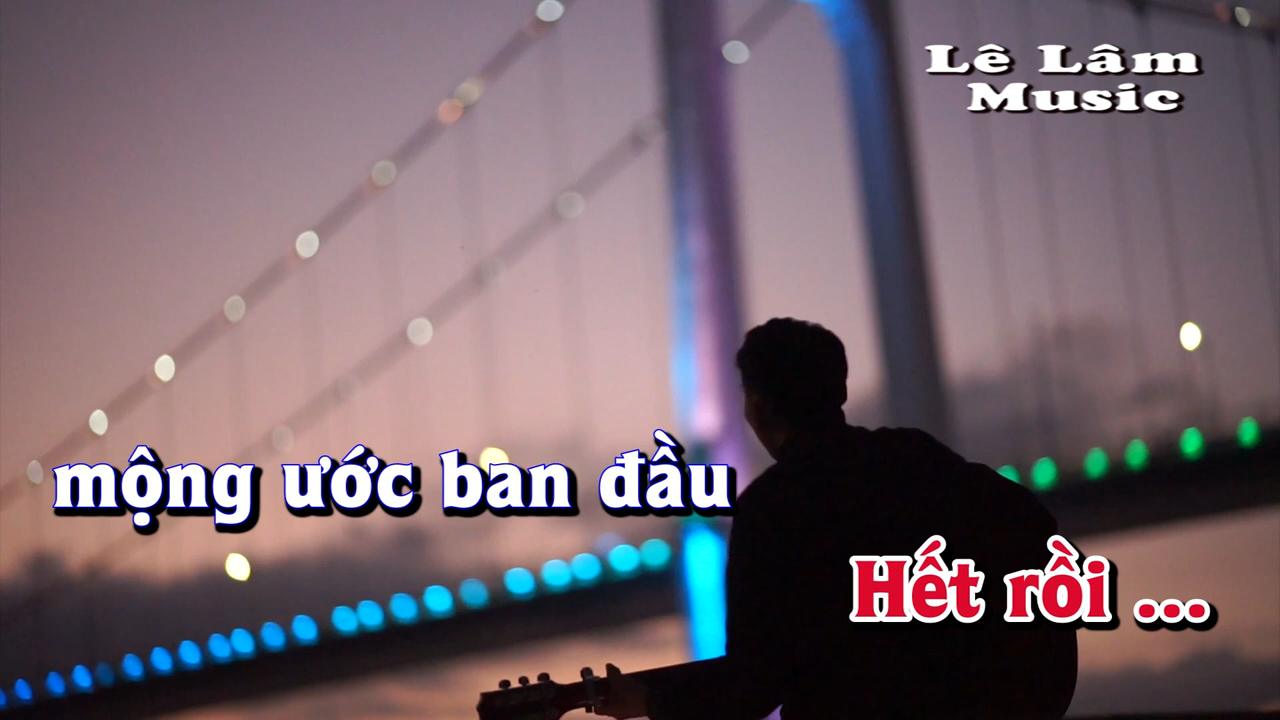 Lê Lâm
Music
mộng ước ban đầu
Hết rồi ...